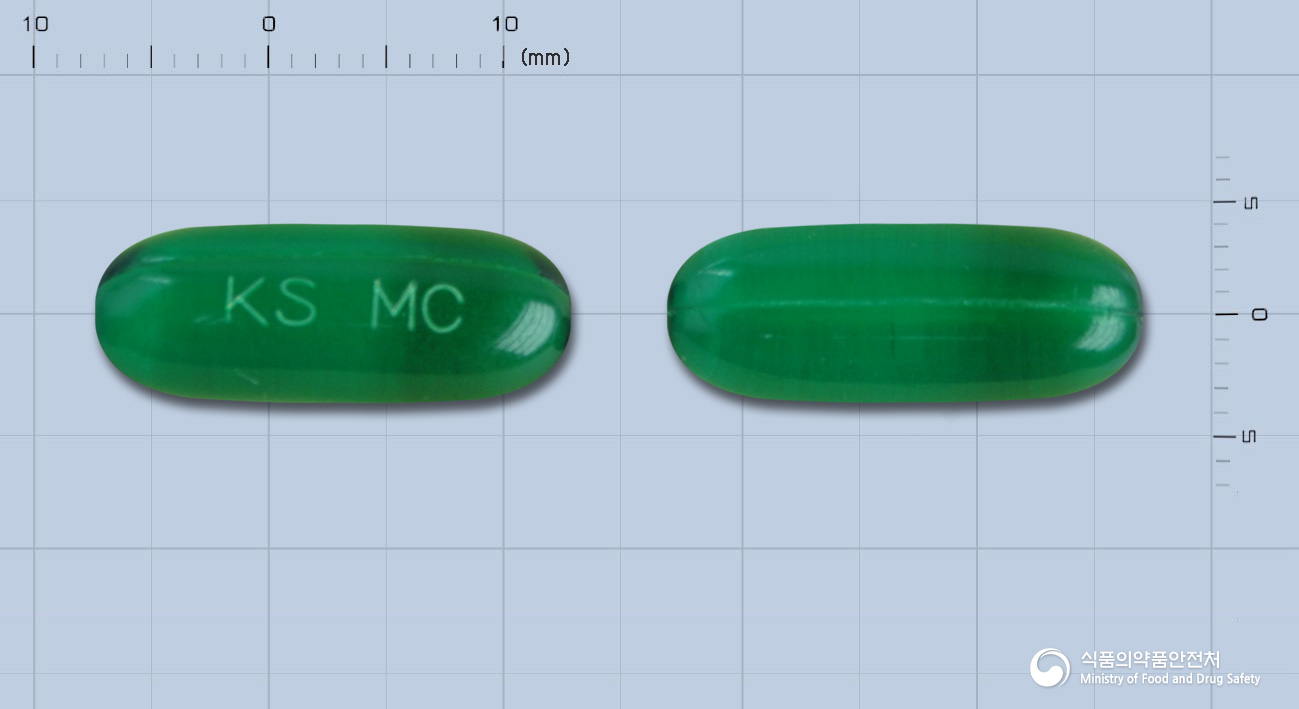 10 0 10 (mm)
KS MC
5
0
5
식품의약품안전처
Ministry of Food and Drug Safety